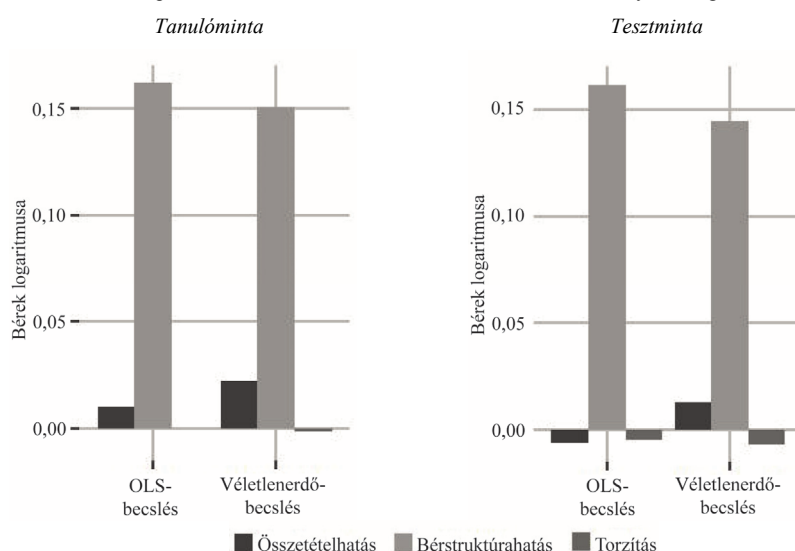 Tanulóminta
Bérek logaritmusa
0,15
0,10
0,05
0,00
OLS-
becslés
Véletlenerdő-
becslés
Tesztminta
Bérek logaritmusa
0,15
0,10
0,05
0,00
OLS-
becslés
Véletlenerdő-
becslés
Összetételhatás Bérstruktúrahatás Torzítás